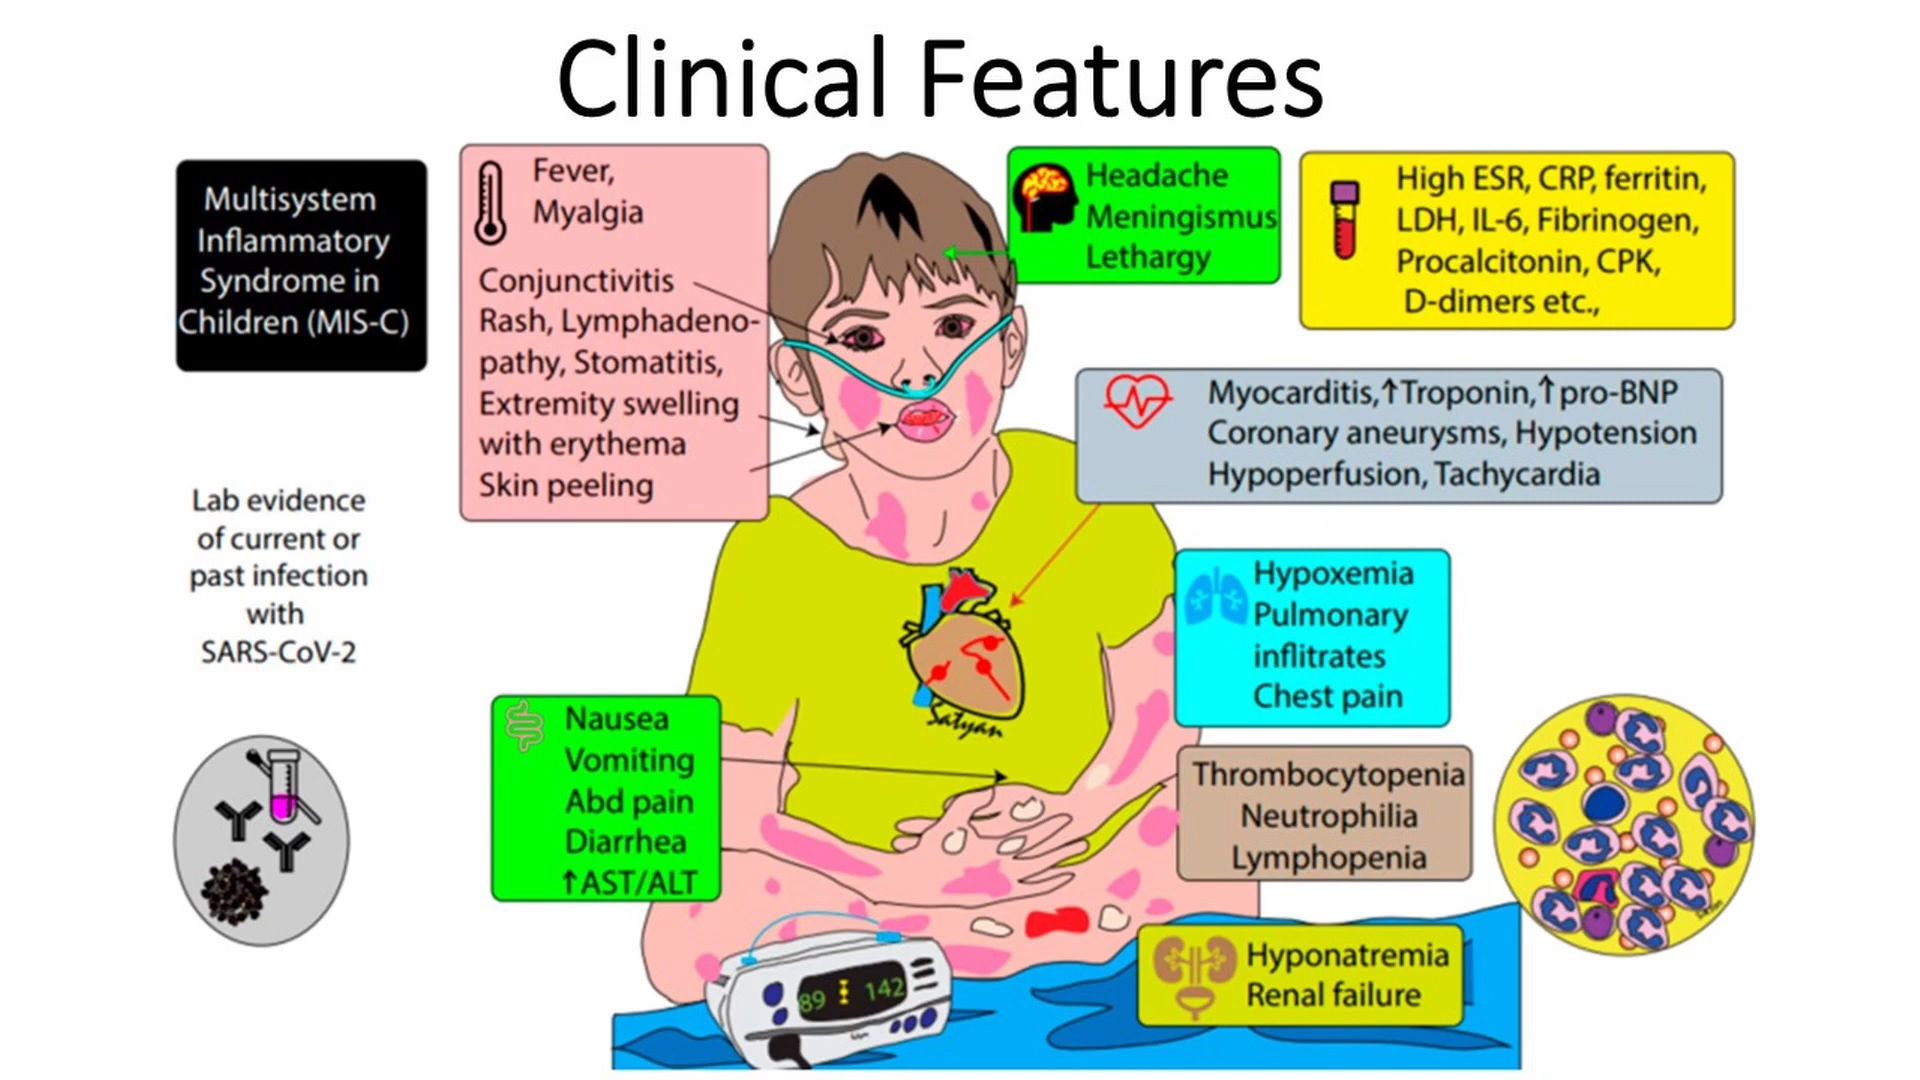 Clinical Features
Multisystem
Inflammatory
Syndrome in
Children (MIS-C)
Lab evidence
of current or
past infection
with
SARS-CoV-2
Fever,
Myalgia
Conjunctivitis
Rash, Lymphadeno-
pathy, Stomatitis,
Extremity swelling
with erythema
Skin peeling
Headache
Meningismus
Lethargy
High ESR, CRP, ferritin,
LDH, IL-6, Fibrinogen,
Procalcitonin, CPK,
D-dimers etc.,
Myocarditis,↑Troponin,↑pro-BNP
Coronary aneurysms, Hypotension
Hypoperfusion, Tachycardia
Hypoxemia
Pulmonary
inflitrates
Chest pain
Satyan
Nausea
Vomiting
Abd pain
Diarrhea
↑AST/ALT
Thrombocytopenia
Neutrophilia
Lymphopenia
Hyponatremia
Renal failure
89 142